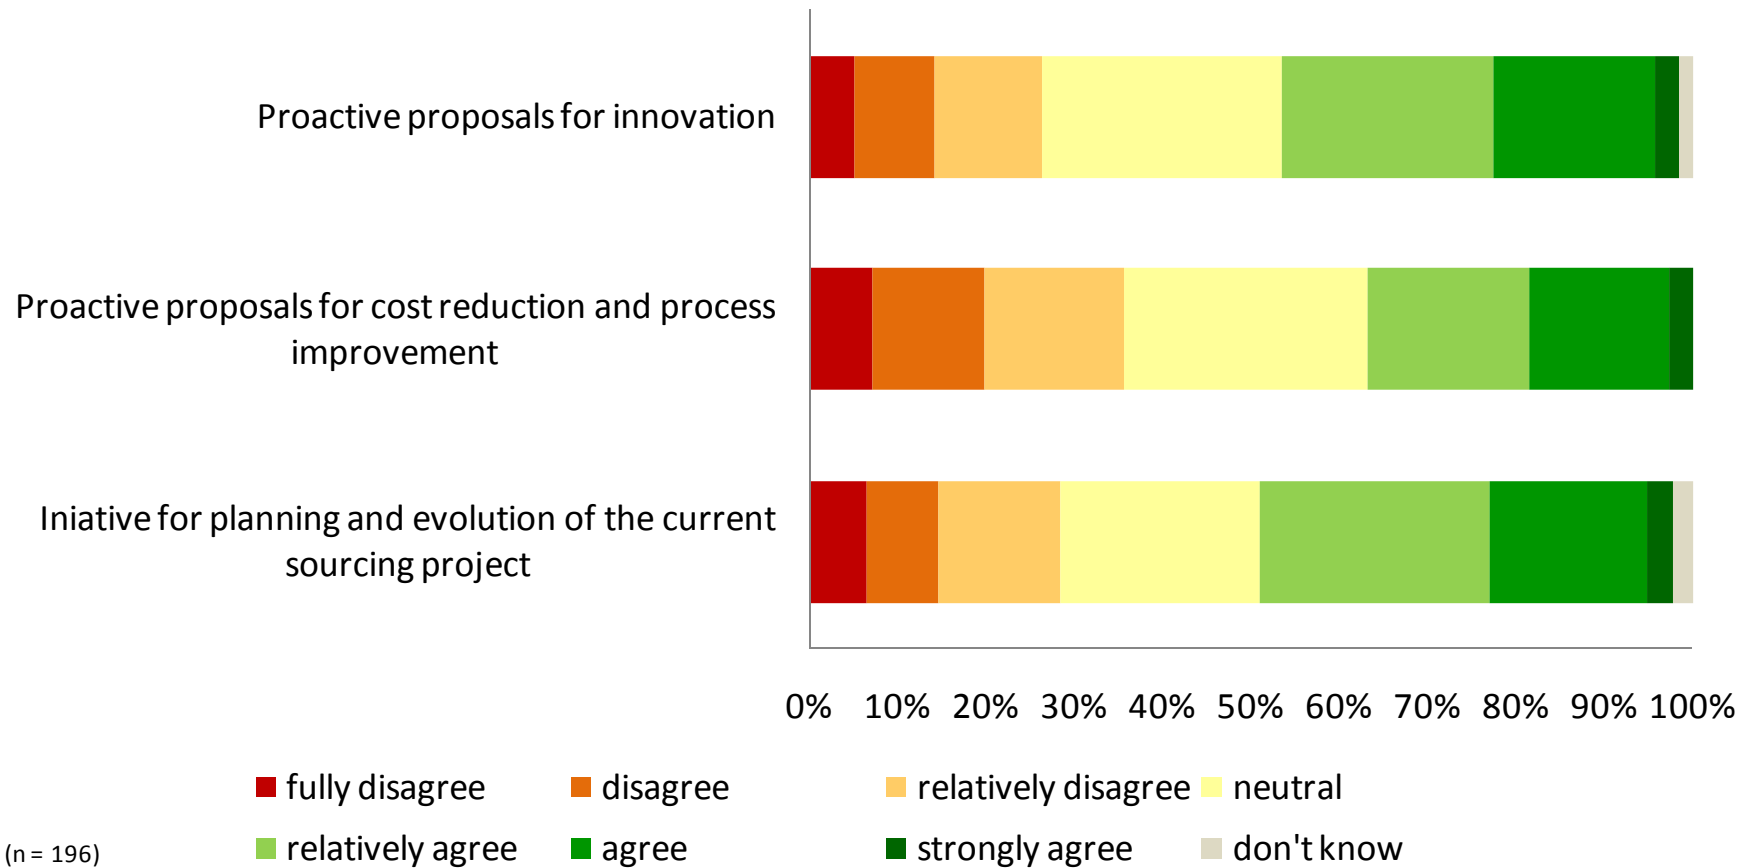 Proactive proposals for innovation
Proactive proposals for cost reduction and process
improvement
Iniative for planning and evolution of the current
sourcing project
0% 10% 20% 30% 40% 50% 60% 70% 80% 90% 100%
fully disagree disagree relatively disagree neutral
relatively agree agree strongly agree don't know
(n = 196)